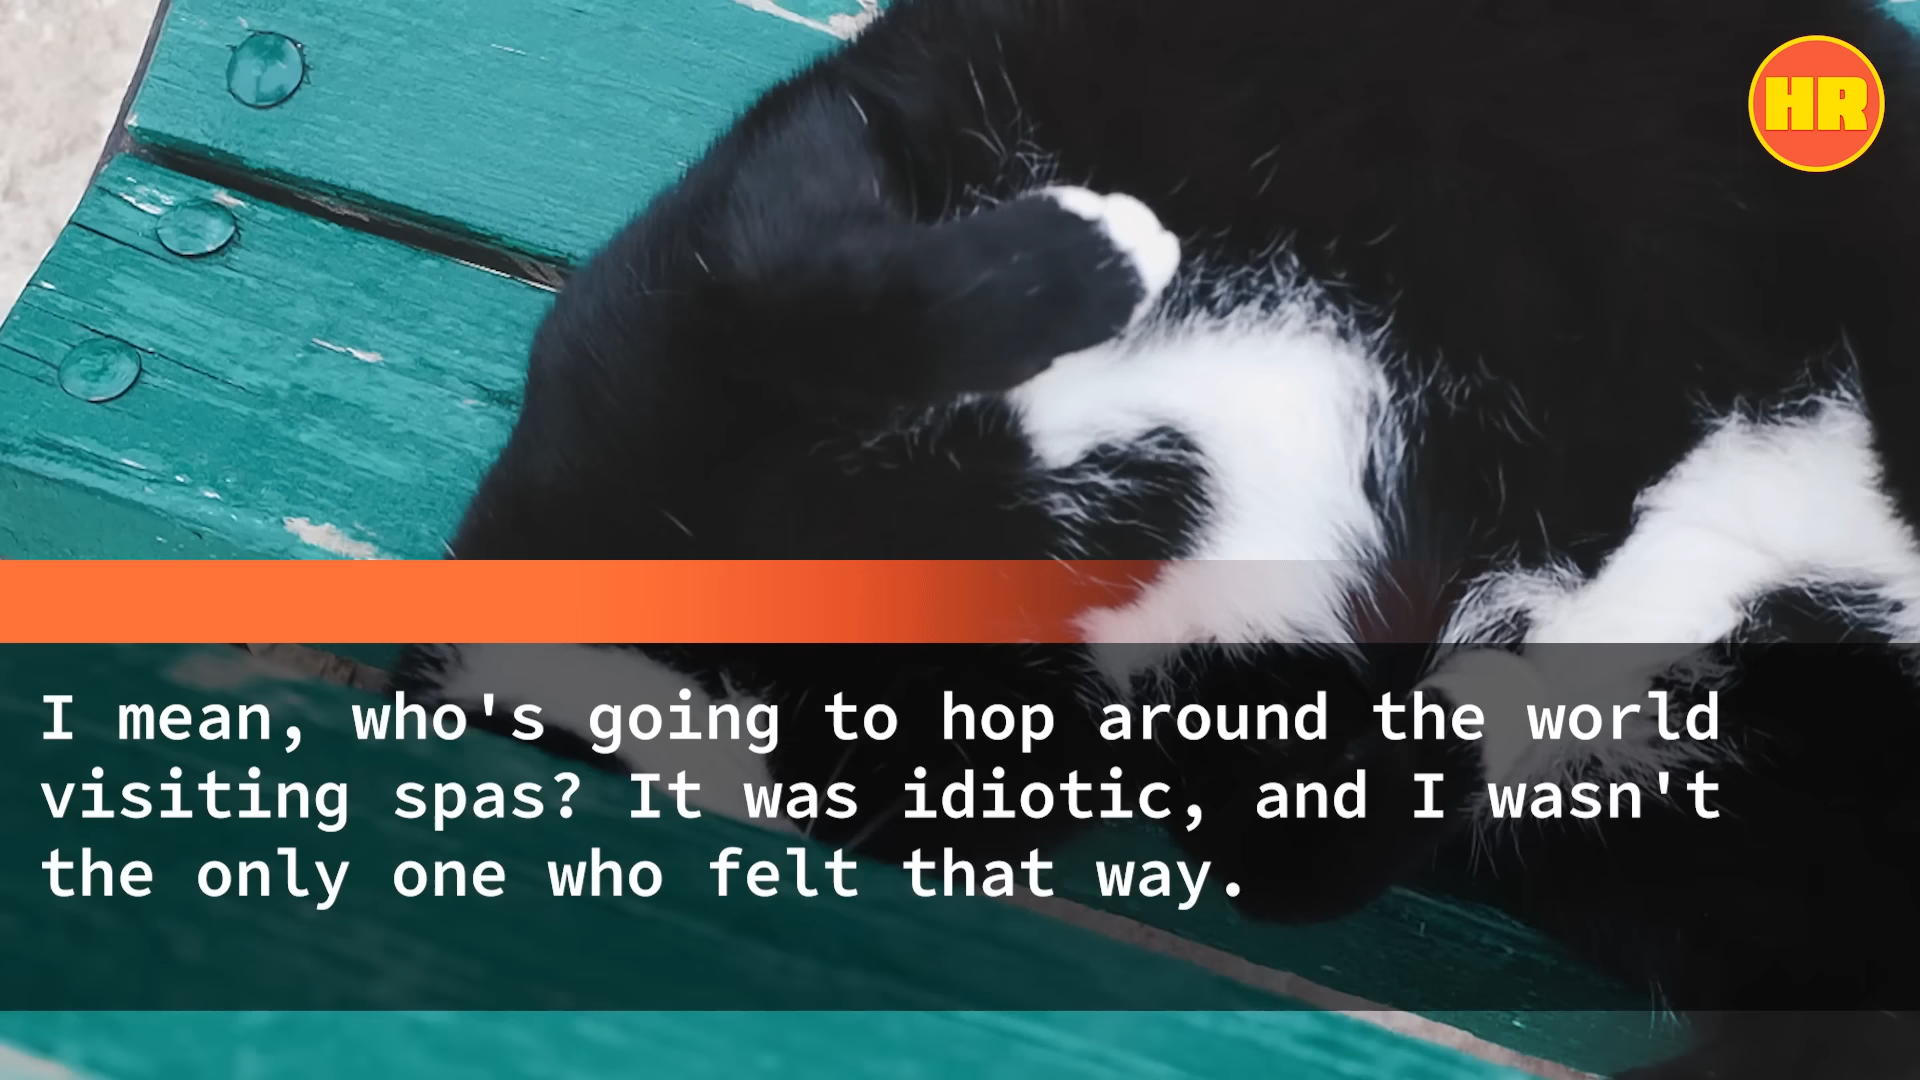 HR
I mean, who's going to hop around the world
visiting spas? It was idiotic, and I wasn't
the only one who felt that way.